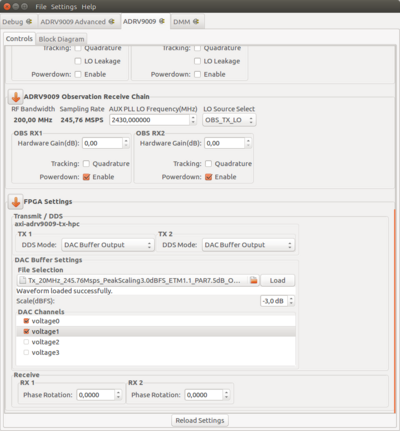 File Settings Help
Debug ADRV9009 Advanced ADRV9009 DMM
Controls Block Diagram
Tracking: Quadrature Tracking: Quadrature
LO Leakage LO Leakage
Powerdown: Enable Powerdown: Enable
ADRV9009 Observation Receive Chain
RF Bandwidth Sampling Rate AUX PLL LO Frequency(MHz) LO Source Select
200,00 MHz 245,76 MSPS 2430,000000 OBS_TX_LO
OBS RX1 OBS RX2
Hardware Gain(dB): 0,00 Hardware Gain(dB): 0,00
Tracking: Quadrature Tracking: Quadrature
Powerdown: Enable Powerdown: Enable
FPGA Settings
Transmit / DDS
axi-adrv9009-tx-hpc
TX 1 TX 2
DDS Mode: DAC Buffer Output DDS Mode: DAC Buffer Output
DAC Buffer Settings
File Selection
Tx_20MHz_245.76Msps_PeakScaling3.0dBFS_ETM1.1_PAR7.5dB_O... Load
Waveform loaded successfully.
Scale(dBFS): -3,0 dB
DAC Channels
voltage0
voltage1
voltage2
voltage3
Receive
RX 1 RX 2
Phase Rotation: 0,0000 Phase Rotation: 0,0000
Reload Settings